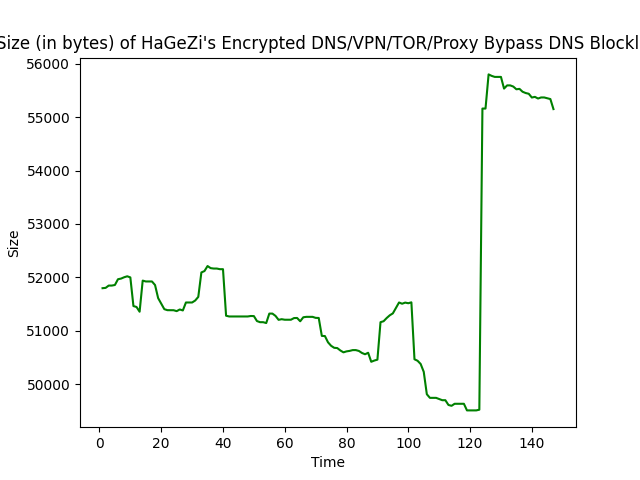 Size (in bytes) of HaGeZi's Encrypted DNS/VPN/TOR/Proxy Bypass DNS Blockl
56000
55000
54000
53000
52000
51000
50000
Size
0 20 40 60 80 100 120 140
Time